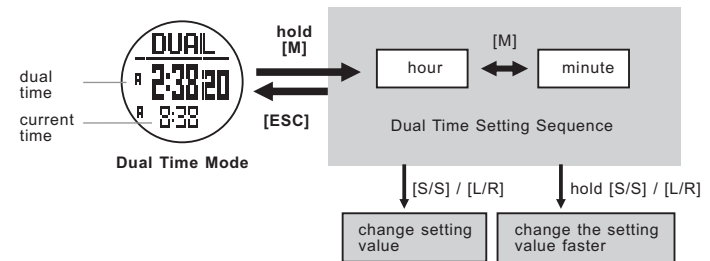 DUAL
A 2:38 20
A 8:38
dual
time
current
time
Dual Time Mode
hold
[M]
[ESC]
hour
[M]
minute
Dual Time Setting Sequence
[S/S] / [L/R]
hold [S/S] / [L/R]
change setting
value
change the setting
value faster